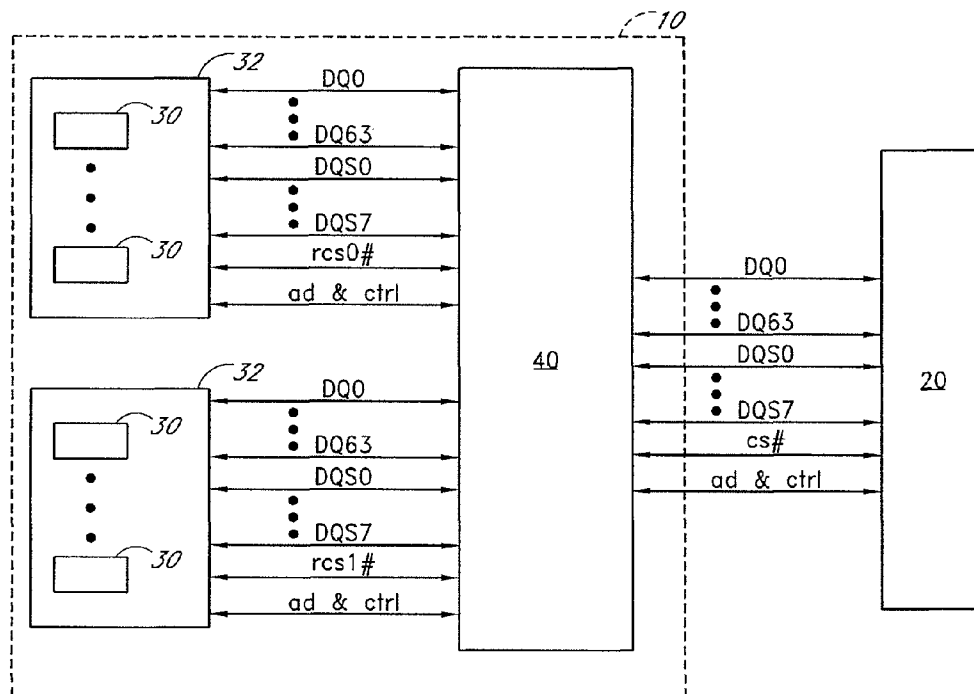 10
32
30
30
DQ0
DQ63
DQS0
DQS7
rcs0#
ad & ctrl
32
30
30
DQ0
DQ63
DQS0
DQS7
rcs1#
ad & ctrl
40
DQ0
DQ63
DQS0
DQS7
cs#
ad & ctrl
20